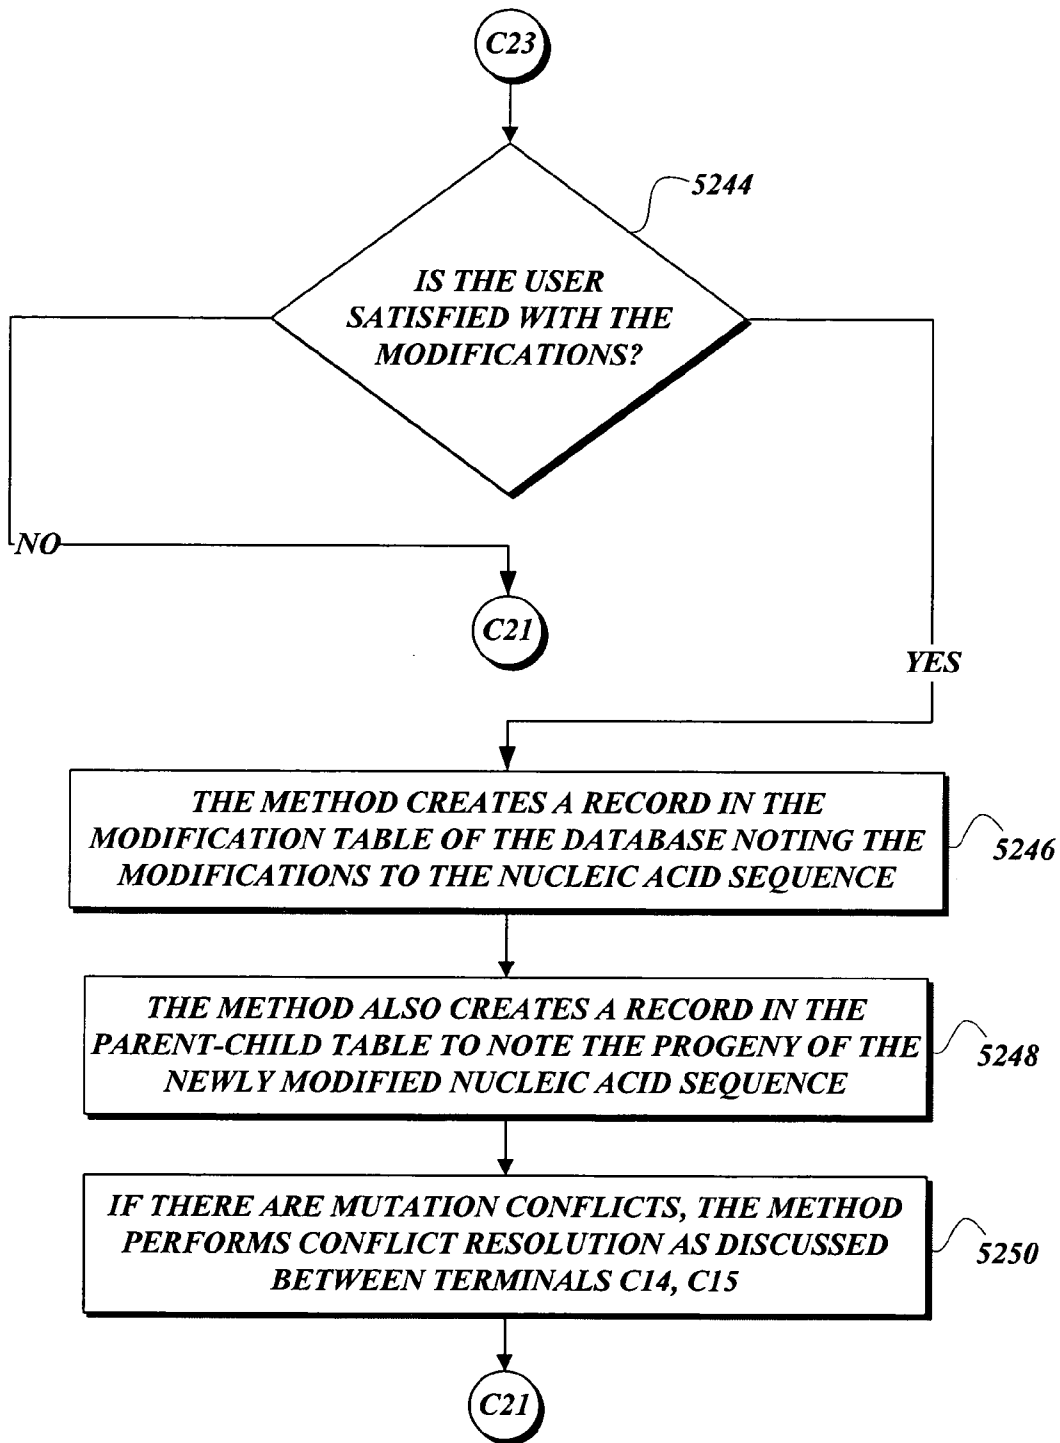 C23
5244
IS THE USER
SATISFIED WITH THE
MODIFICATIONS?
NO
C21
YES
THE METHOD CREATES A RECORD IN THE
MODIFICATION TABLE OF THE DATABASE NOTING THE
MODIFICATIONS TO THE NUCLEIC ACID SEQUENCE
5246
THE METHOD ALSO CREATES A RECORD IN THE
PARENT-CHILD TABLE TO NOTE THE PROGENY OF THE
NEWLY MODIFIED NUCLEIC ACID SEQUENCE
5248
IF THERE ARE MUTATION CONFLICTS, THE METHOD
PERFORMS CONFLICT RESOLUTION AS DISCUSSED
BETWEEN TERMINALS C14, C15
5250
C21